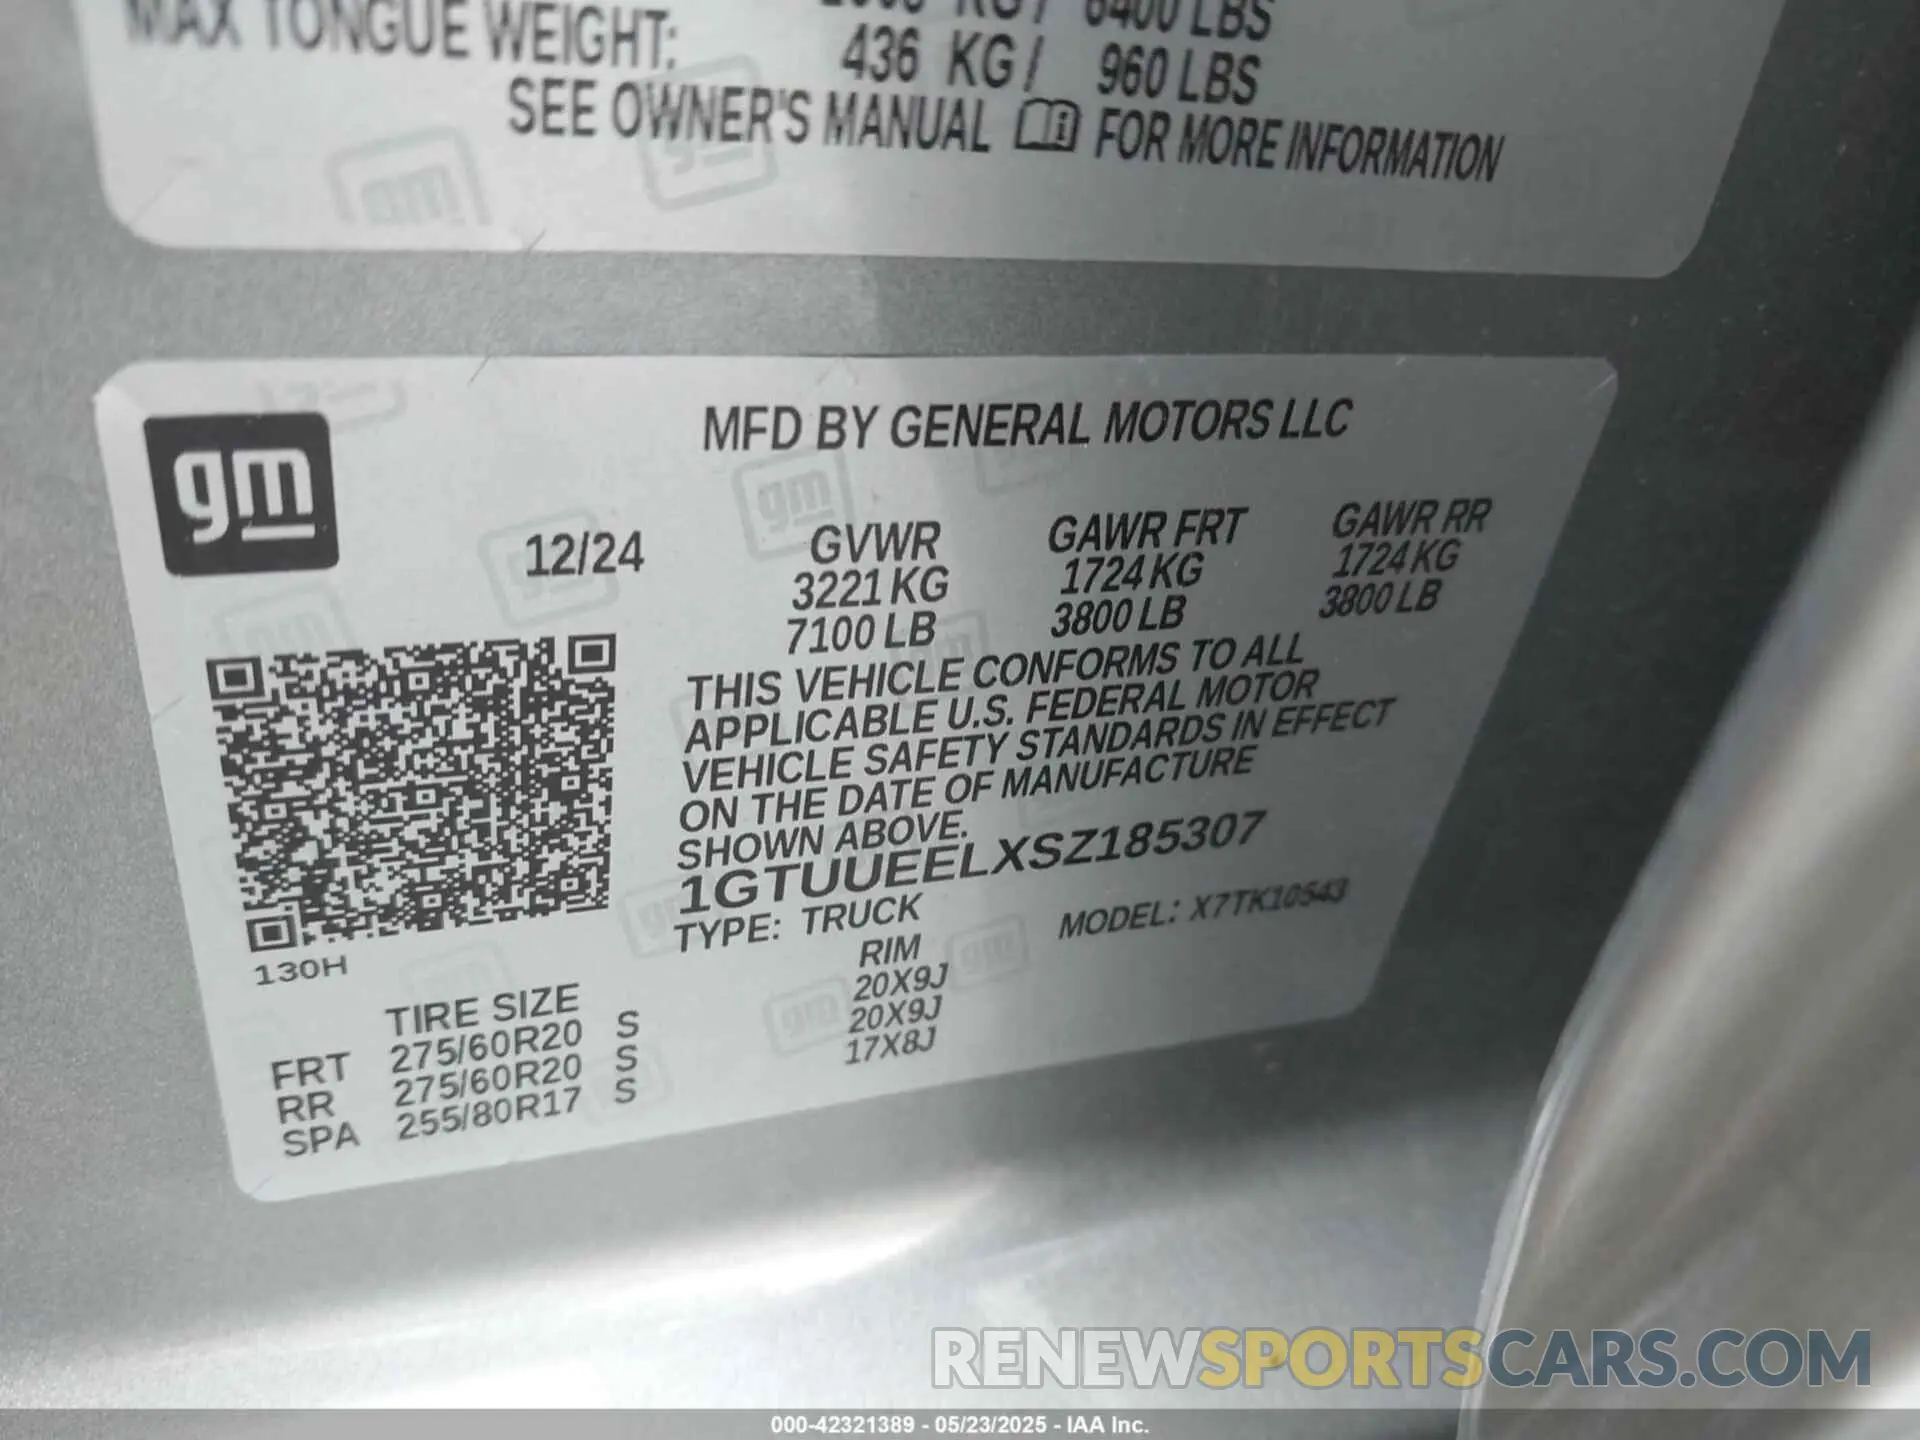 KG / 6400 LBS
MAX TONGUE WEIGHT: 436 KG / 960 LBS
SEE OWNER'S MANUAL FOR MORE INFORMATION
gm
MFD BY GENERAL MOTORS LLC
12/24 GVWR GAWR FRT GAWR RR
3221 KG 1724 KG 1724 KG
7100 LB 3800 LB 3800 LB
THIS VEHICLE CONFORMS TO ALL
APPLICABLE U.S. FEDERAL MOTOR
VEHICLE SAFETY STANDARDS IN EFFECT
ON THE DATE OF MANUFACTURE
SHOWN ABOVE.
1GTUUEELXSZ185307
TYPE: TRUCK MODEL: X7TK10543
130H
TIRE SIZE RIM
FRT 275/60R20 S 20X9J
RR 275/60R20 S 20X9J
SPA 255/80R17 S 17X8J
RENEWSPORTSCARS.COM
000-42321389 - 05/23/2025 - IAA Inc.